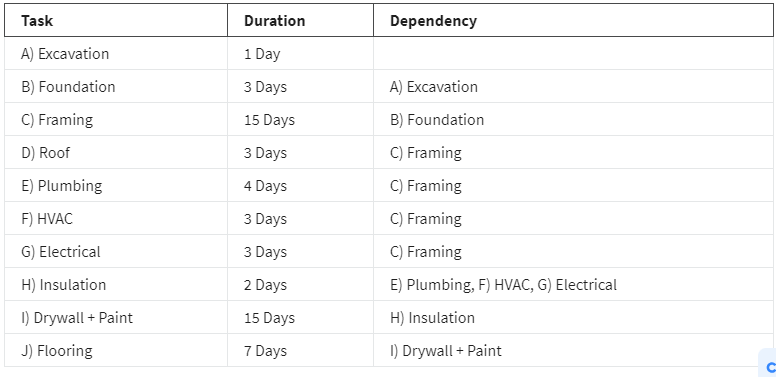 Task Duration Dependency
A) Excavation 1 Day
B) Foundation 3 Days A) Excavation
C) Framing 15 Days B) Foundation
D) Roof 3 Days C) Framing
E) Plumbing 4 Days C) Framing
F) HVAC 3 Days C) Framing
G) Electrical 3 Days C) Framing
H) Insulation 2 Days E) Plumbing, F) HVAC, G) Electrical
I) Drywall + Paint 15 Days H) Insulation
J) Flooring 7 Days I) Drywall + Paint